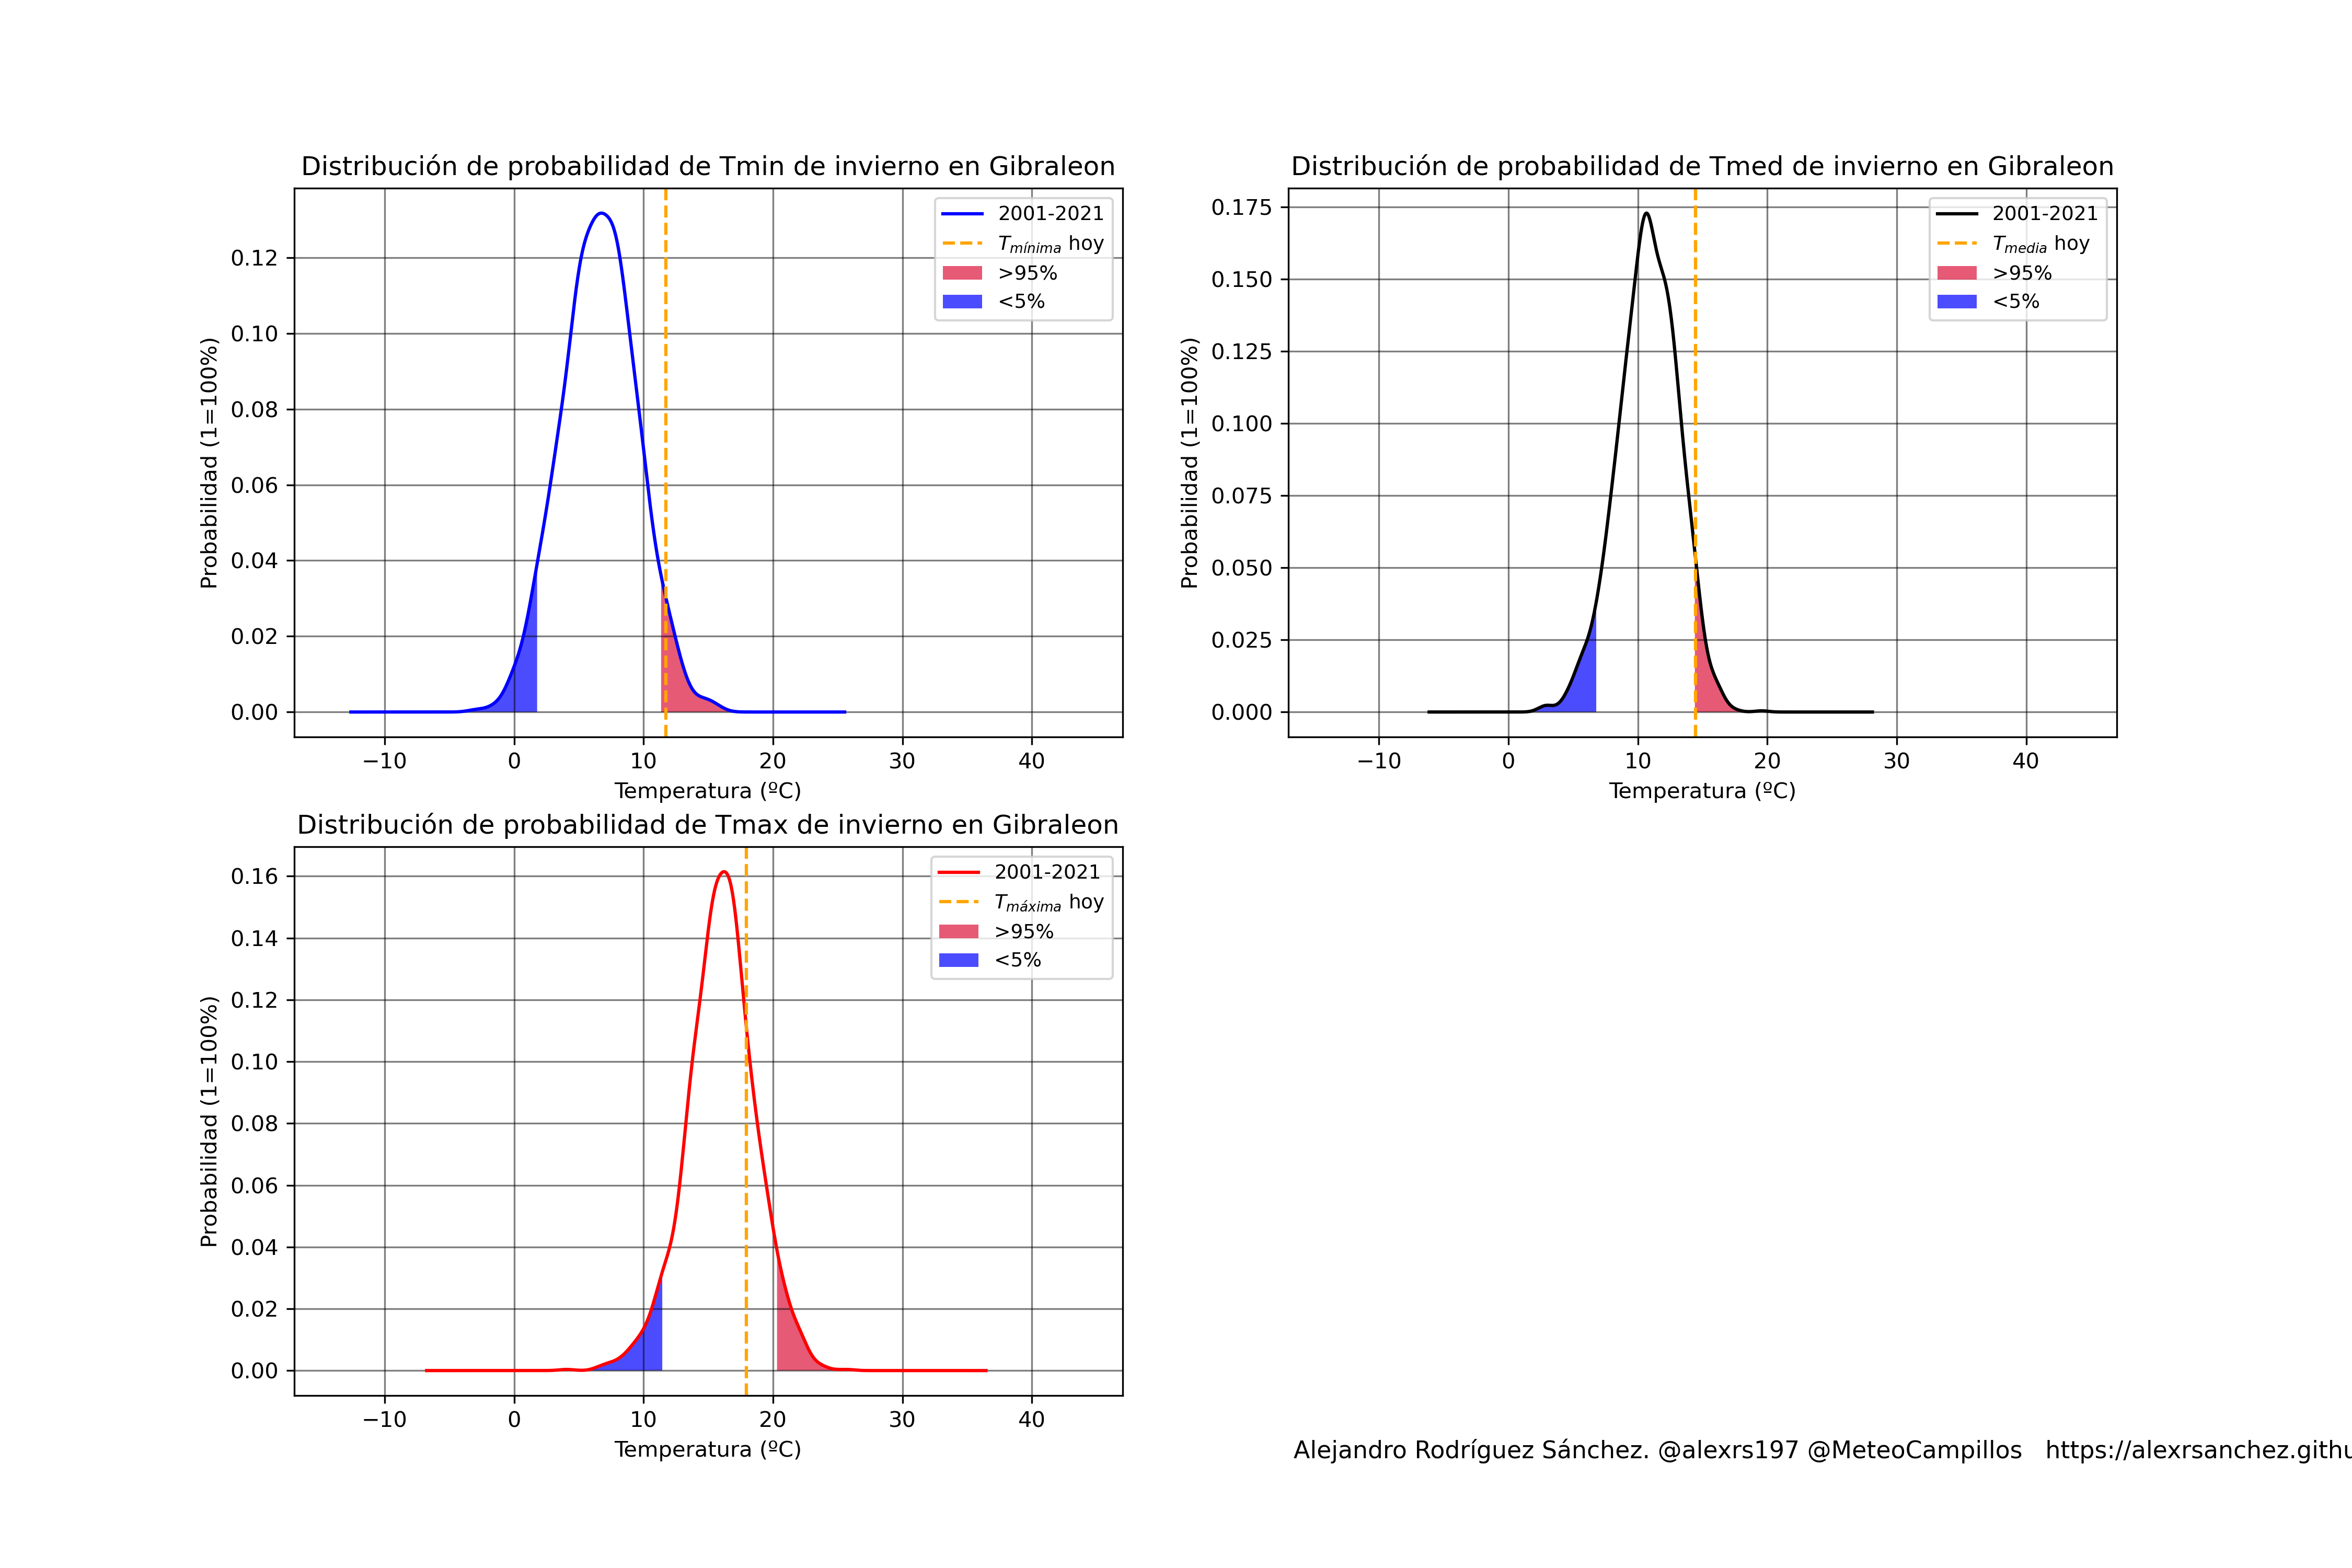 Distribución de probabilidad de Tmin de invierno en Gibraleon
Probabilidad (1=100%)
0.12
0.10
0.08
0.06
0.04
0.02
0.00
2001-2021
Tmínima hoy
>95%
<5%
−10 0 10 20 30 40
Temperatura (ºC)
Distribución de probabilidad de Tmed de invierno en Gibraleon
Probabilidad (1=100%)
0.175
0.150
0.125
0.100
0.075
0.050
0.025
0.000
2001-2021
Tmedia hoy
>95%
<5%
−10 0 10 20 30 40
Temperatura (ºC)
Distribución de probabilidad de Tmax de invierno en Gibraleon
Probabilidad (1=100%)
0.16
0.14
0.12
0.10
0.08
0.06
0.04
0.02
0.00
2001-2021
Tmáxima hoy
>95%
<5%
−10 0 10 20 30 40
Temperatura (ºC)
Alejandro Rodríguez Sánchez. @alexrs197 @MeteoCampillos https://alexrsanchez.githu